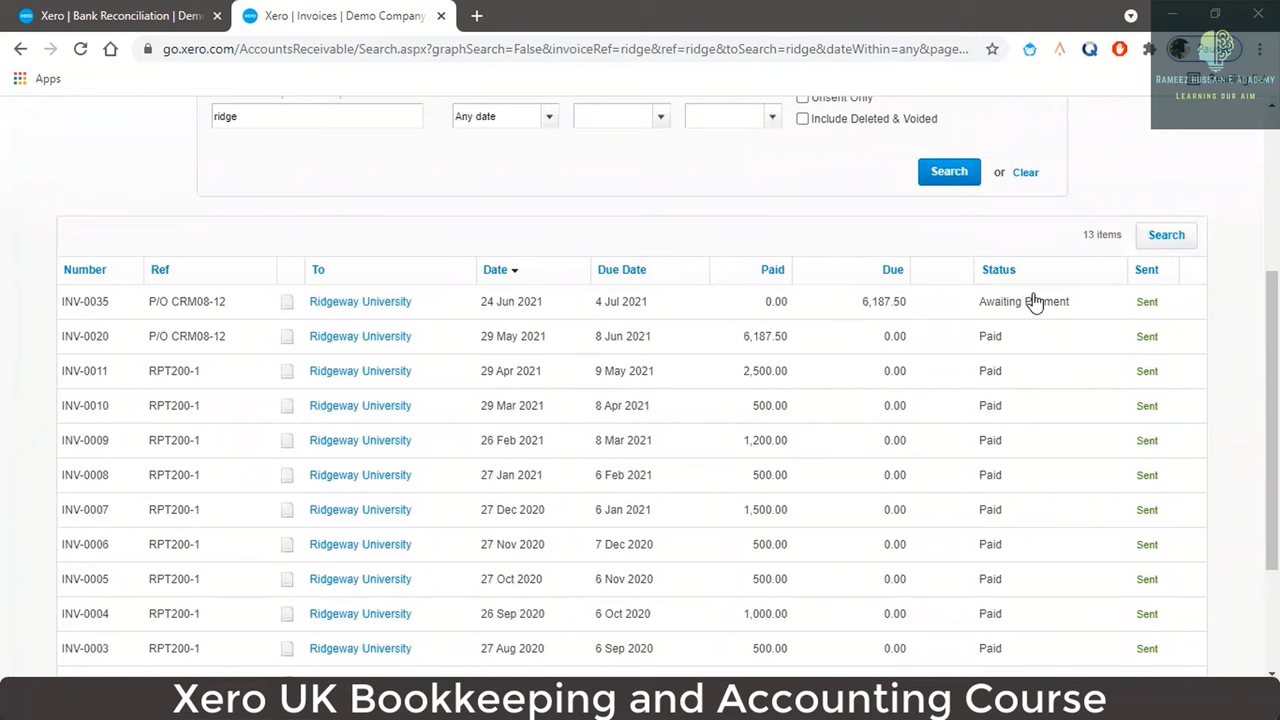 Xero | Bank Reconciliation | Dem
Xero | Invoices | Demo Company
go.xero.com/AccountsReceivable/Search.aspx?graphSearch=False&invoiceRef=ridge&ref=ridge&toSearch=ridge&dateWithin=any&page...
Apps
RAMEEZ HUSSAIN E ACADEMY
LEARNING OUR AIM
Unsent Only
ridge Any date Include Deleted & Voided
Search or Clear
13 items Search
Number Ref To Date Due Date Paid Due Status Sent
INV-0035 P/O CRM08-12 Ridgeway University 24 Jun 2021 4 Jul 2021 0.00 6,187.50 Awaiting Sent
INV-0020 P/O CRM08-12 Ridgeway University 29 May 2021 8 Jun 2021 6,187.50 0.00 Paid Sent
INV-0011 RPT200-1 Ridgeway University 29 Apr 2021 9 May 2021 2,500.00 0.00 Paid Sent
INV-0010 RPT200-1 Ridgeway University 29 Mar 2021 8 Apr 2021 500.00 0.00 Paid Sent
INV-0009 RPT200-1 Ridgeway University 26 Feb 2021 8 Mar 2021 1,200.00 0.00 Paid Sent
INV-0008 RPT200-1 Ridgeway University 27 Jan 2021 6 Feb 2021 500.00 0.00 Paid Sent
INV-0007 RPT200-1 Ridgeway University 27 Dec 2020 6 Jan 2021 1,500.00 0.00 Paid Sent
INV-0006 RPT200-1 Ridgeway University 27 Nov 2020 7 Dec 2020 500.00 0.00 Paid Sent
INV-0005 RPT200-1 Ridgeway University 27 Oct 2020 6 Nov 2020 500.00 0.00 Paid Sent
INV-0004 RPT200-1 Ridgeway University 26 Sep 2020 6 Oct 2020 1,000.00 0.00 Paid Sent
INV-0003 RPT200-1 Ridgeway University 27 Aug 2020 6 Sep 2020 500.00 0.00 Paid Sent
Xero UK Bookkeeping and Accounting Course